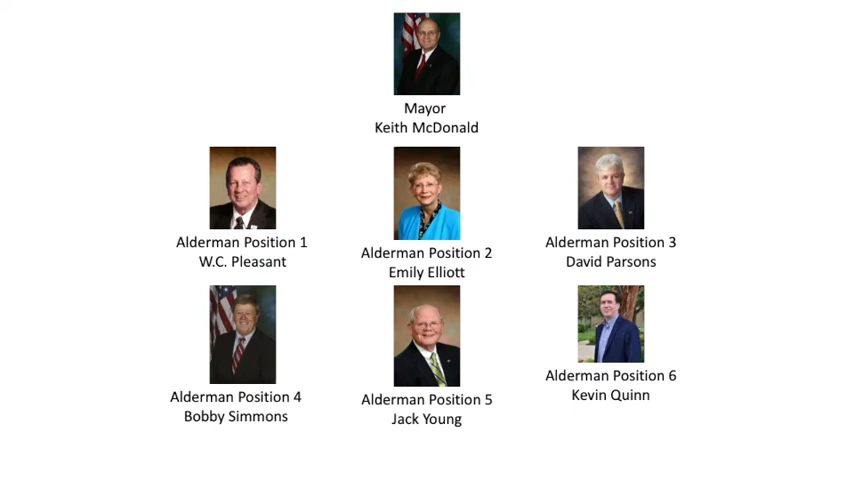 Mayor
Keith McDonald
Alderman Position 1
W.C. Pleasant
Alderman Position 2
Emily Elliott
Alderman Position 3
David Parsons
Alderman Position 4
Bobby Simmons
Alderman Position 5
Jack Young
Alderman Position 6
Kevin Quinn